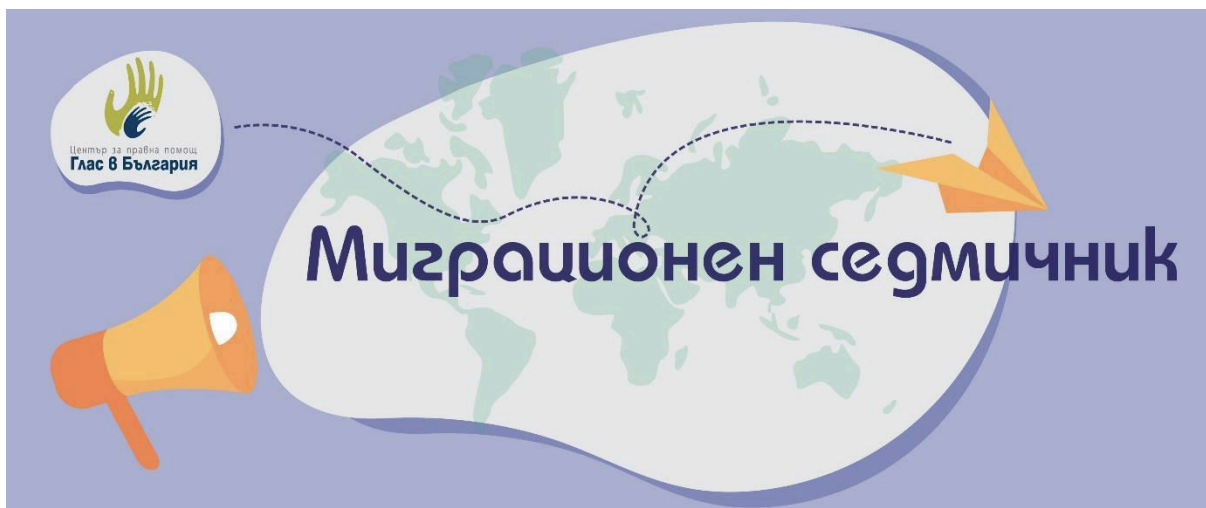 Център за правна помощ
Глас в България
Миграционен седмичник